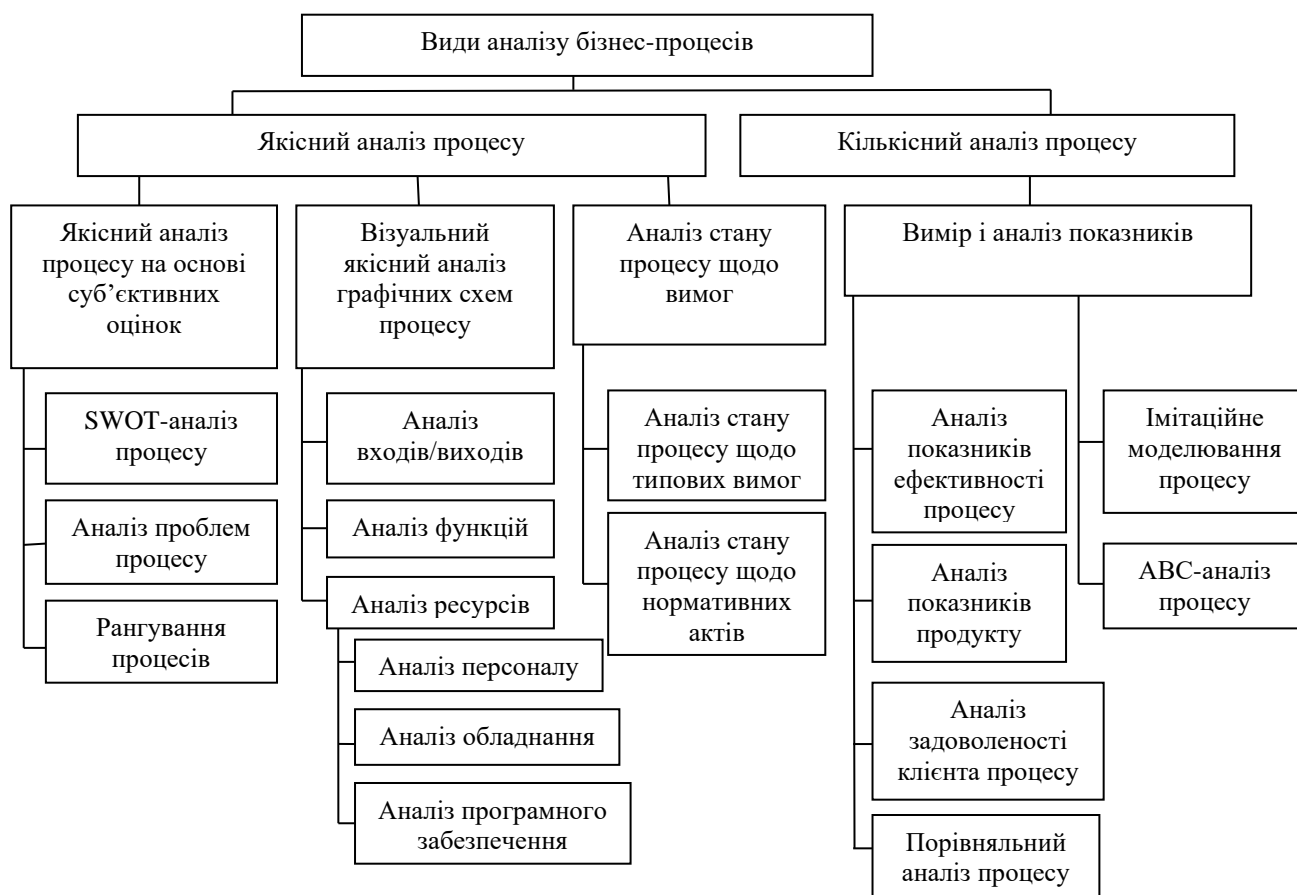 Види аналізу бізнес-процесів
Якісний аналіз процесу
Кількісний аналіз процесу
Якісний аналіз
процесу на основі
суб’єктивних
оцінок
Візуальний
якісний аналіз
графічних схем
процесу
Аналіз стану
процесу щодо
вимог
Вимір і аналіз показників
SWOT-аналіз
процесу
Аналіз проблем
процесу
Рангування
процесів
Аналіз
входів/виходів
Аналіз функцій
Аналіз ресурсів
Аналіз персоналу
Аналіз обладнання
Аналіз програмного
забезпечення
Аналіз стану
процесу щодо
типових вимог
Аналіз стану
процесу щодо
нормативних
актів
Аналіз
показників
ефективності
процесу
Аналіз
показників
продукту
Аналіз
задоволеності
клієнта процесу
Порівняльний
аналіз процесу
Імітаційне
моделювання
процесу
АВС-аналіз
процесу